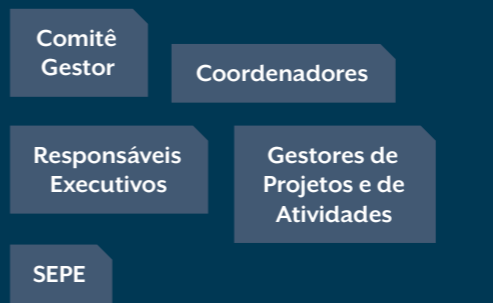 Comitê
Gestor
Coordenadores
Responsáveis
Executivos
Gestores de
Projetos e de
Atividades
SEPE